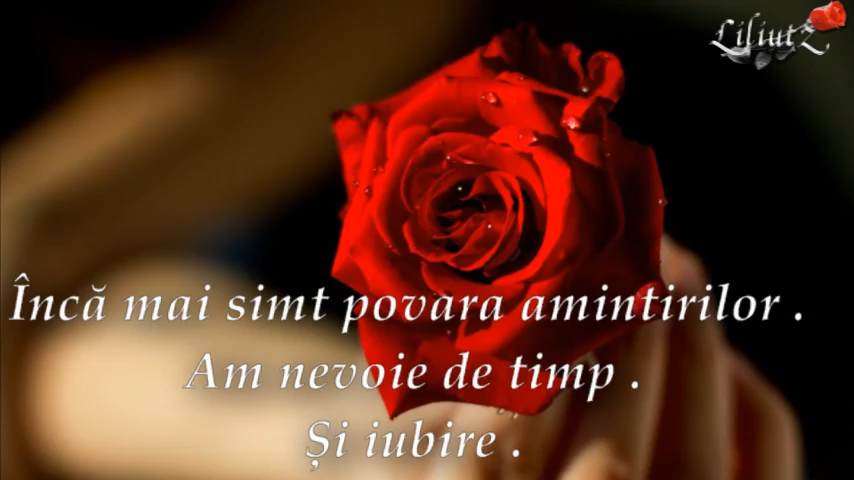 LiliutZ
Încă mai simt povara amintirilor .
Am nevoie de timp .
Și iubire .